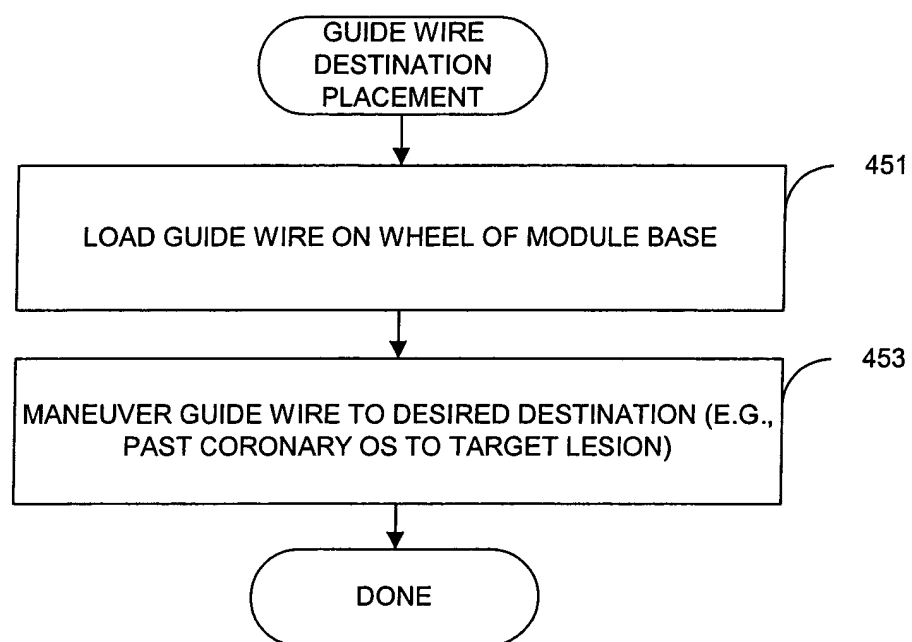 GUIDE WIRE
DESTINATION
PLACEMENT
451
LOAD GUIDE WIRE ON WHEEL OF MODULE BASE
453
MANEUVER GUIDE WIRE TO DESIRED DESTINATION (E.G.,
PAST CORONARY OS TO TARGET LESION)
DONE